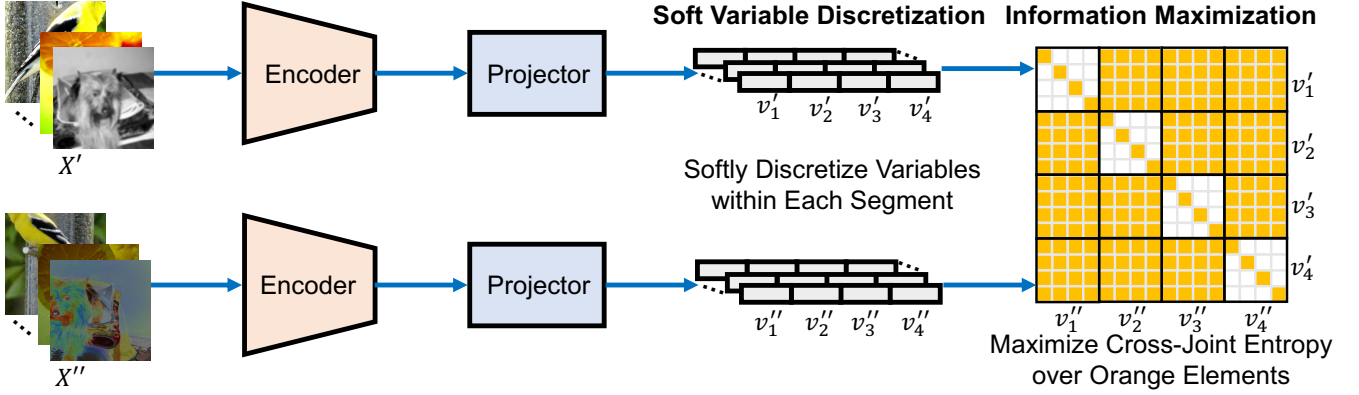 Soft Variable Discretization
Information Maximization
Encoder
Projector
v′₁ v′₂ v′₃ v′₄
X′
v′₁
v′₂
v′₃
v′₄
Softly Discretize Variables
within Each Segment
Encoder
Projector
v″₁ v″₂ v″₃ v″₄
X″
v″₁ v″₂ v″₃ v″₄
Maximize Cross-Joint Entropy
over Orange Elements